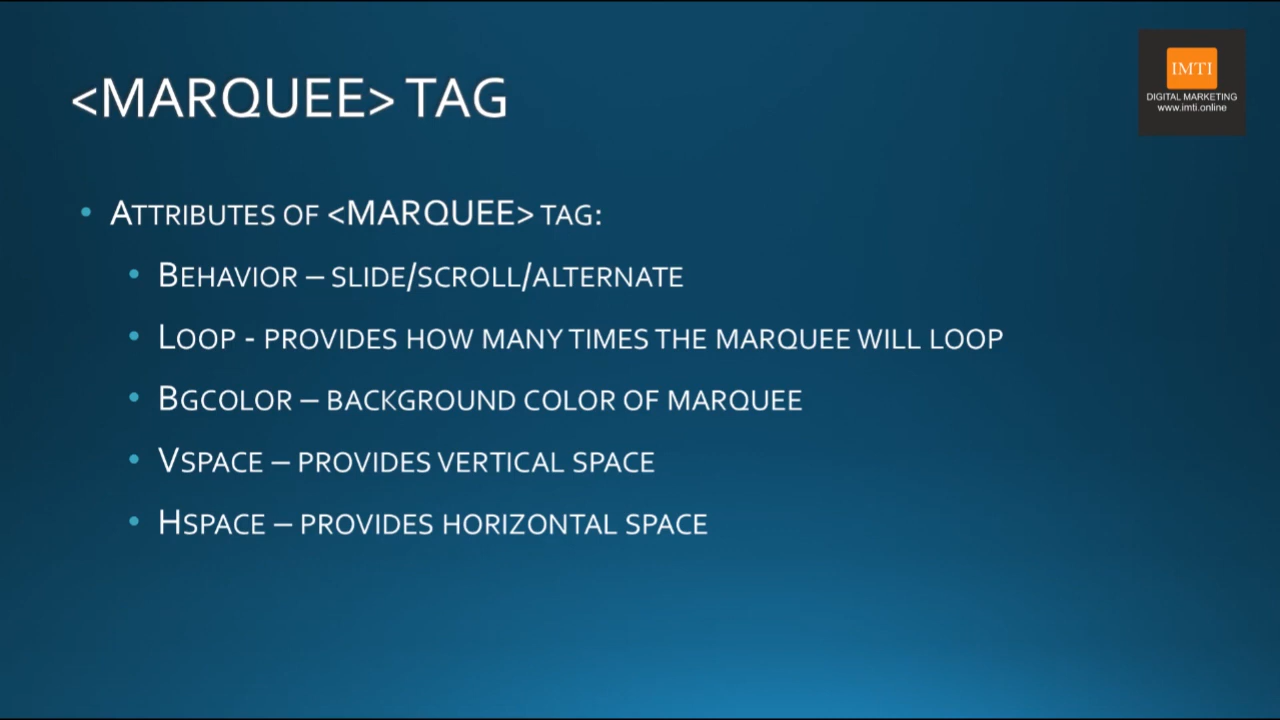 <MARQUEE> TAG
IMTI
DIGITAL MARKETING
www.imti.online
• ATTRIBUTES OF <MARQUEE> TAG:
• BEHAVIOR – SLIDE/SCROLL/ALTERNATE
• LOOP - PROVIDES HOW MANY TIMES THE MARQUEE WILL LOOP
• BGCOLOR – BACKGROUND COLOR OF MARQUEE
• VSPACE – PROVIDES VERTICAL SPACE
• HSPACE – PROVIDES HORIZONTAL SPACE